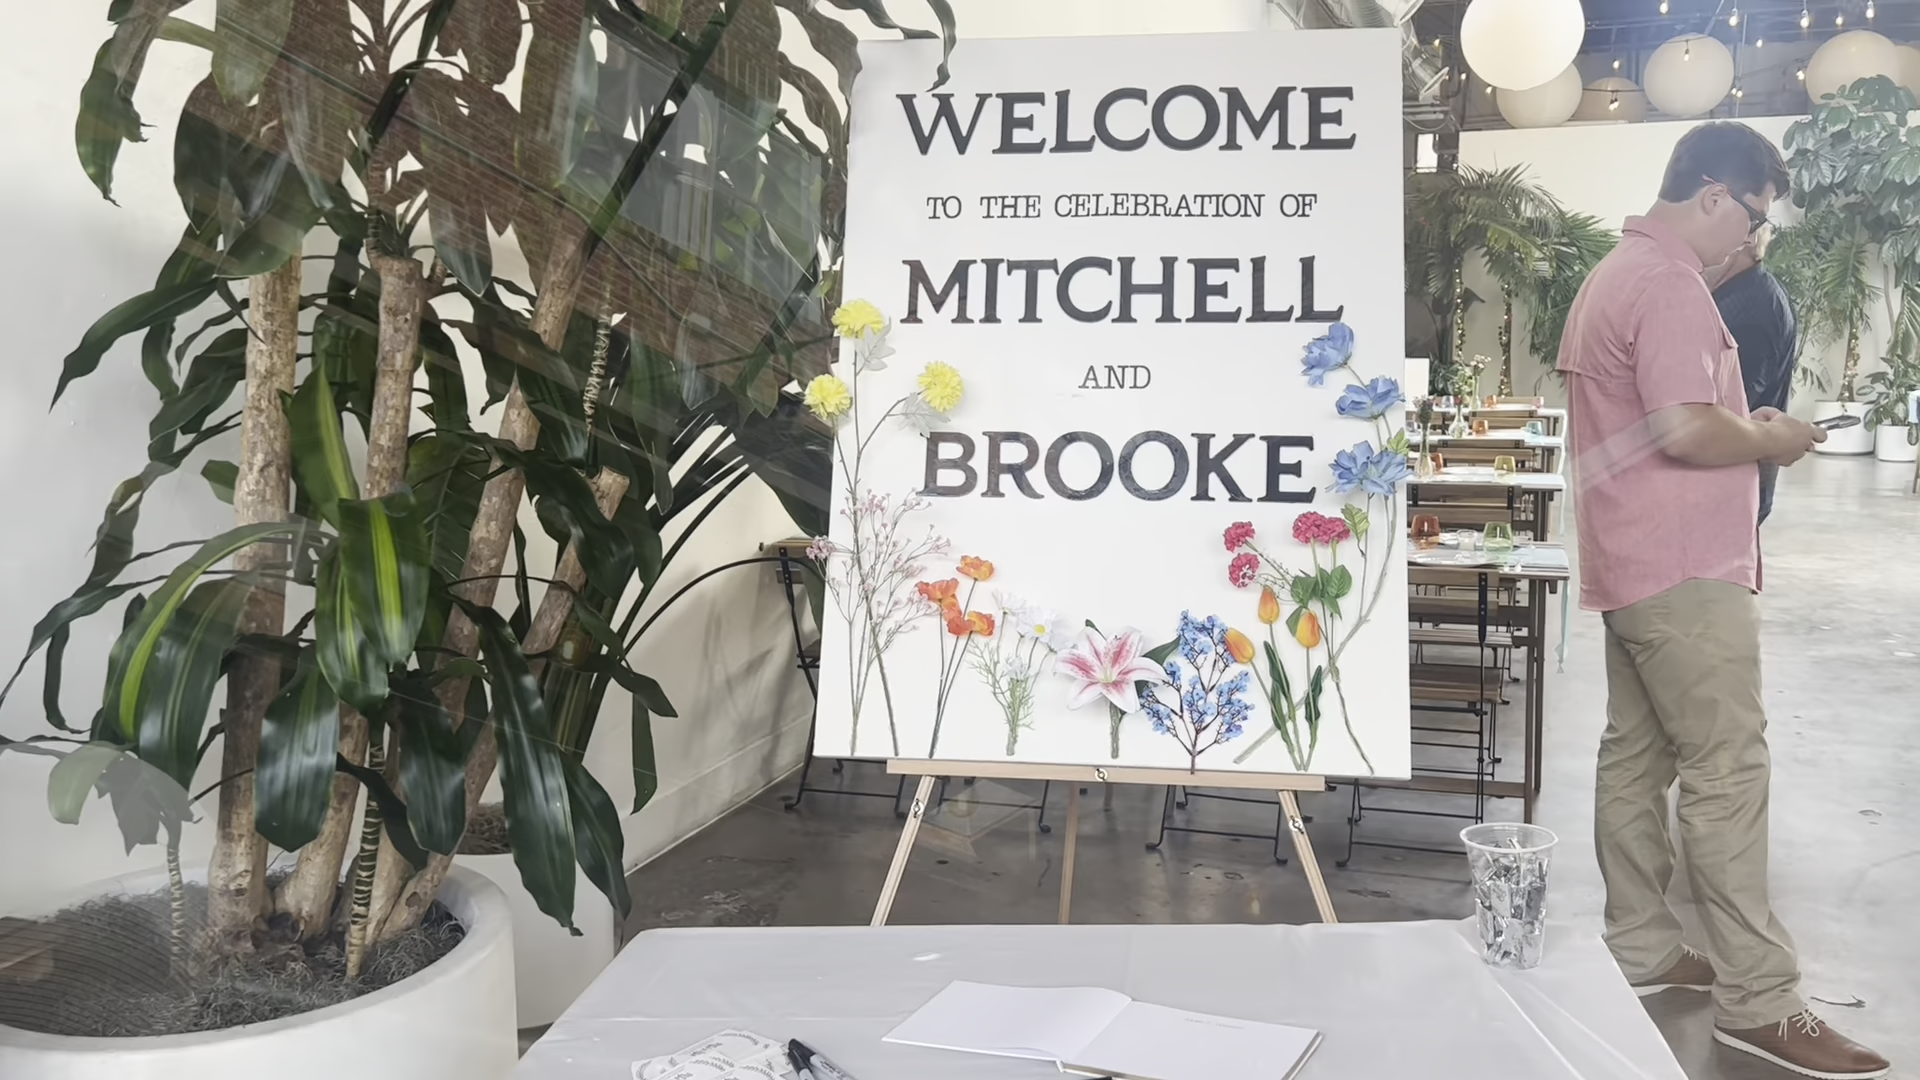 WELCOME
TO THE CELEBRATION OF
MITCHELL
AND
BROOKE